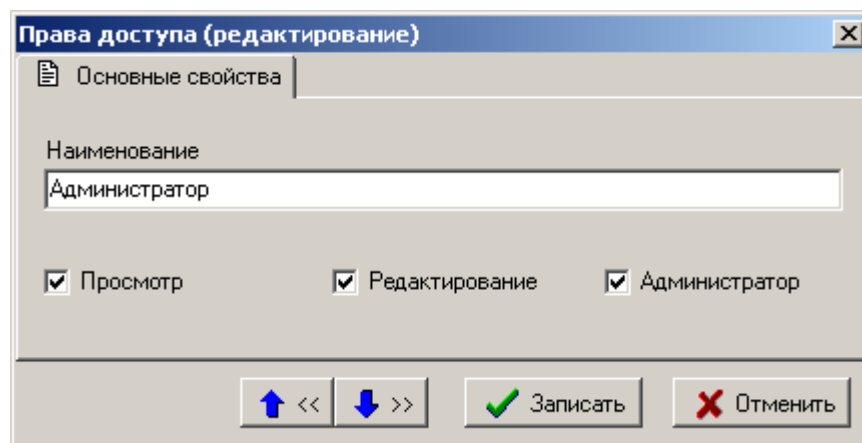 Права доступа (редактирование)
Основные свойства
Наименование
Администратор
Просмотр Редактирование Администратор
<< >> Записать Отменить